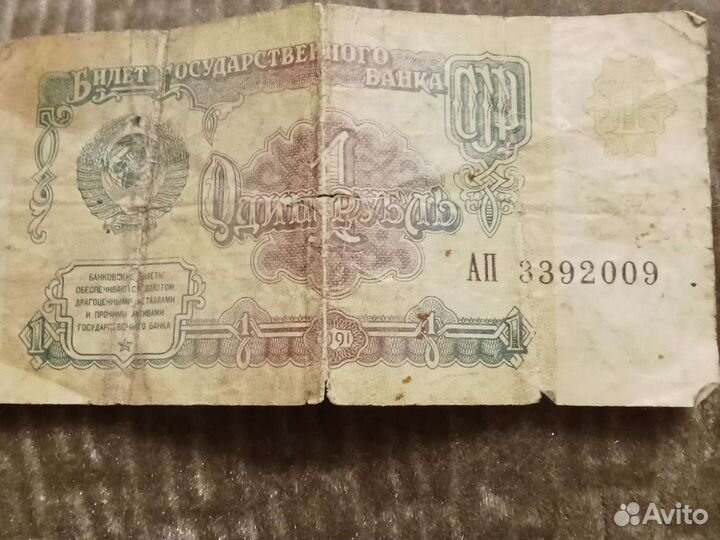 Билет Государственного
Банка
СССР
1
1
Один Рубль
АП 3392009
БАНКОВСКИЕ БИЛЕТЫ
ОБЕСПЕЧИВАЮТСЯ ЗОЛОТОМ,
ДРАГОЦЕННЫМИ МЕТАЛЛАМИ
И ПРОЧИМИ АКТИВАМИ
ГОСУДАРСТВЕННОГО БАНКА
1 1 1991 1 1
Avito